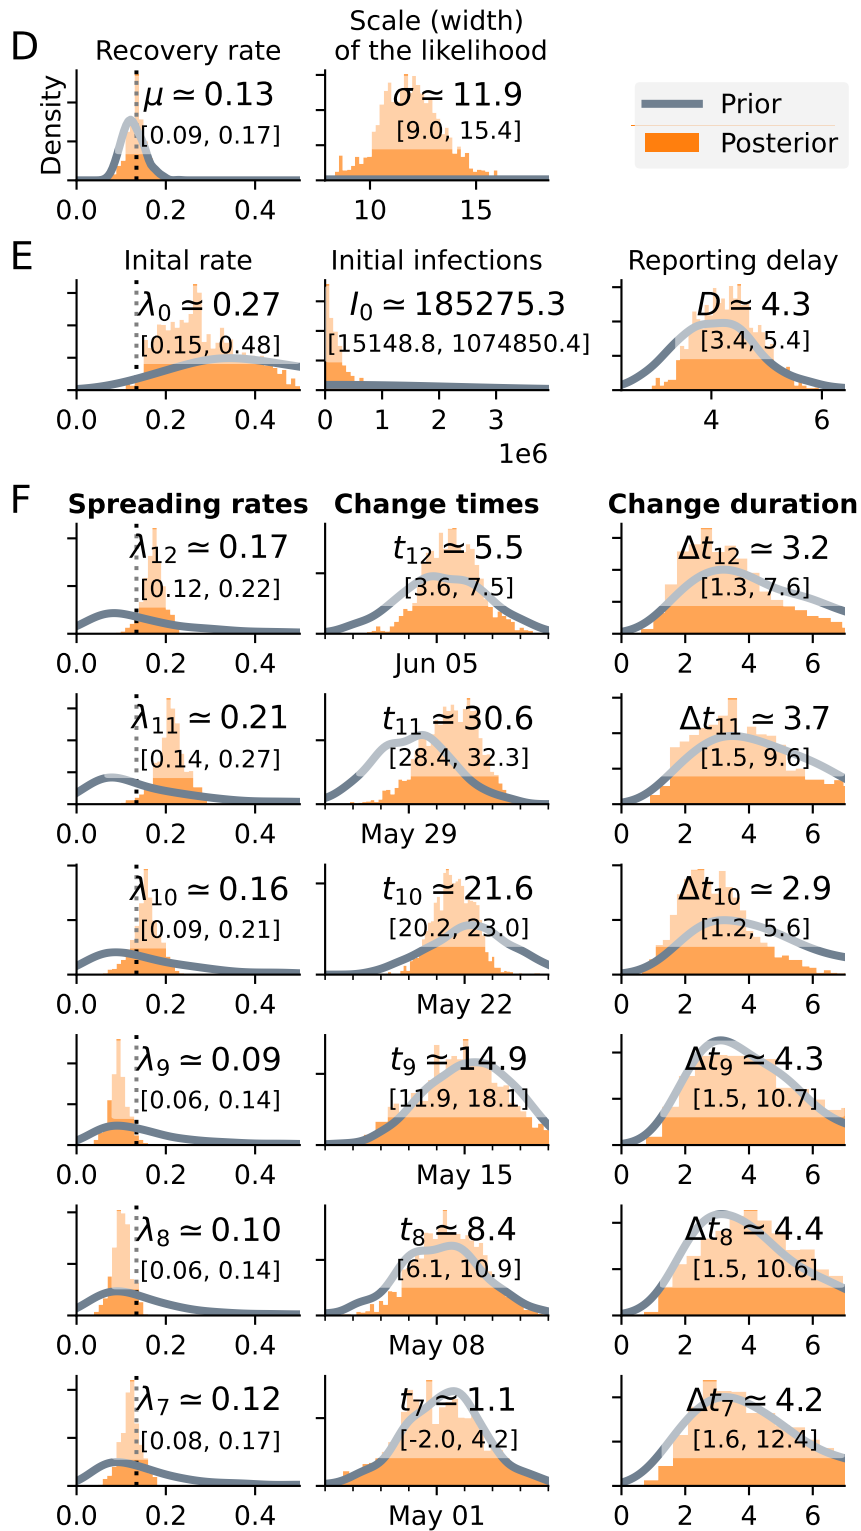 D
Recovery rate
Scale (width)
of the likelihood
Density
μ ≃ 0.13
[0.09, 0.17]
σ ≃ 11.9
[9.0, 15.4]
Prior
Posterior
0.0 0.2 0.4
10 15
E
Inital rate
Initial infections
Reporting delay
λ0 ≃ 0.27
[0.15, 0.48]
I0 ≃ 185275.3
[15148.8, 1074850.4]
D ≃ 4.3
[3.4, 5.4]
0.0 0.2 0.4
0 1 2 3
1e6
4 6
F
Spreading rates
Change times
Change duration
λ12 ≃ 0.17
[0.12, 0.22]
t12 ≃ 5.5
[3.6, 7.5]
Δt12 ≃ 3.2
[1.3, 7.6]
0.0 0.2 0.4
Jun 05
0 2 4 6
λ11 ≃ 0.21
[0.14, 0.27]
t11 ≃ 30.6
[28.4, 32.3]
Δt11 ≃ 3.7
[1.5, 9.6]
0.0 0.2 0.4
May 29
0 2 4 6
λ10 ≃ 0.16
[0.09, 0.21]
t10 ≃ 21.6
[20.2, 23.0]
Δt10 ≃ 2.9
[1.2, 5.6]
0.0 0.2 0.4
May 22
0 2 4 6
λ9 ≃ 0.09
[0.06, 0.14]
t9 ≃ 14.9
[11.9, 18.1]
Δt9 ≃ 4.3
[1.5, 10.7]
0.0 0.2 0.4
May 15
0 2 4 6
λ8 ≃ 0.10
[0.06, 0.14]
t8 ≃ 8.4
[6.1, 10.9]
Δt8 ≃ 4.4
[1.5, 10.6]
0.0 0.2 0.4
May 08
0 2 4 6
λ7 ≃ 0.12
[0.08, 0.17]
t7 ≃ 1.1
[-2.0, 4.2]
Δt7 ≃ 4.2
[1.6, 12.4]
0.0 0.2 0.4
May 01
0 2 4 6